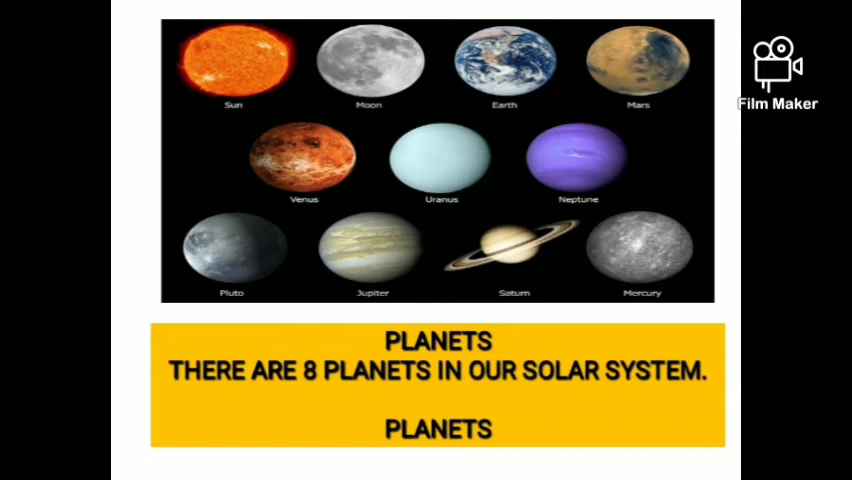 Sun
Moon
Earth
Mars
Film Maker
Venus
Uranus
Neptune
Pluto
Jupiter
Saturn
Mercury
PLANETS
THERE ARE 8 PLANETS IN OUR SOLAR SYSTEM.
PLANETS